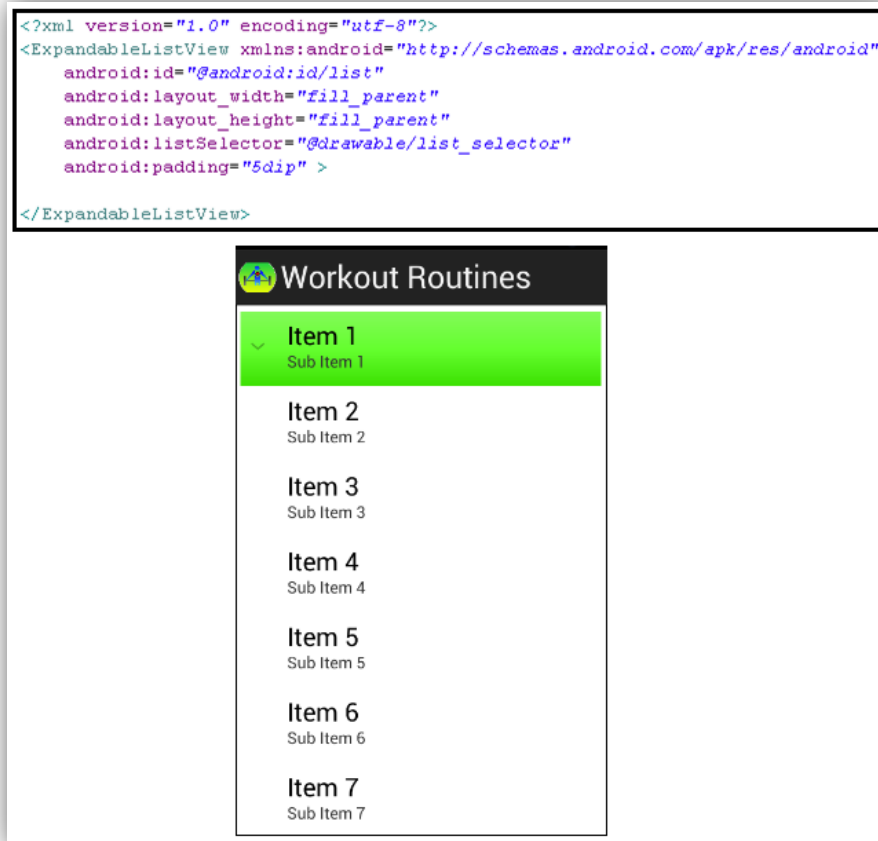 <?xml version="1.0" encoding="utf-8"?>
<ExpandableListView xmlns:android="http://schemas.android.com/apk/res/android"
    android:id="@android:id/list"
    android:layout_width="fill_parent"
    android:layout_height="fill_parent"
    android:listSelector="@drawable/list_selector"
    android:padding="5dip" >
</ExpandableListView>
Workout Routines
Item 1
Sub Item 1
Item 2
Sub Item 2
Item 3
Sub Item 3
Item 4
Sub Item 4
Item 5
Sub Item 5
Item 6
Sub Item 6
Item 7
Sub Item 7